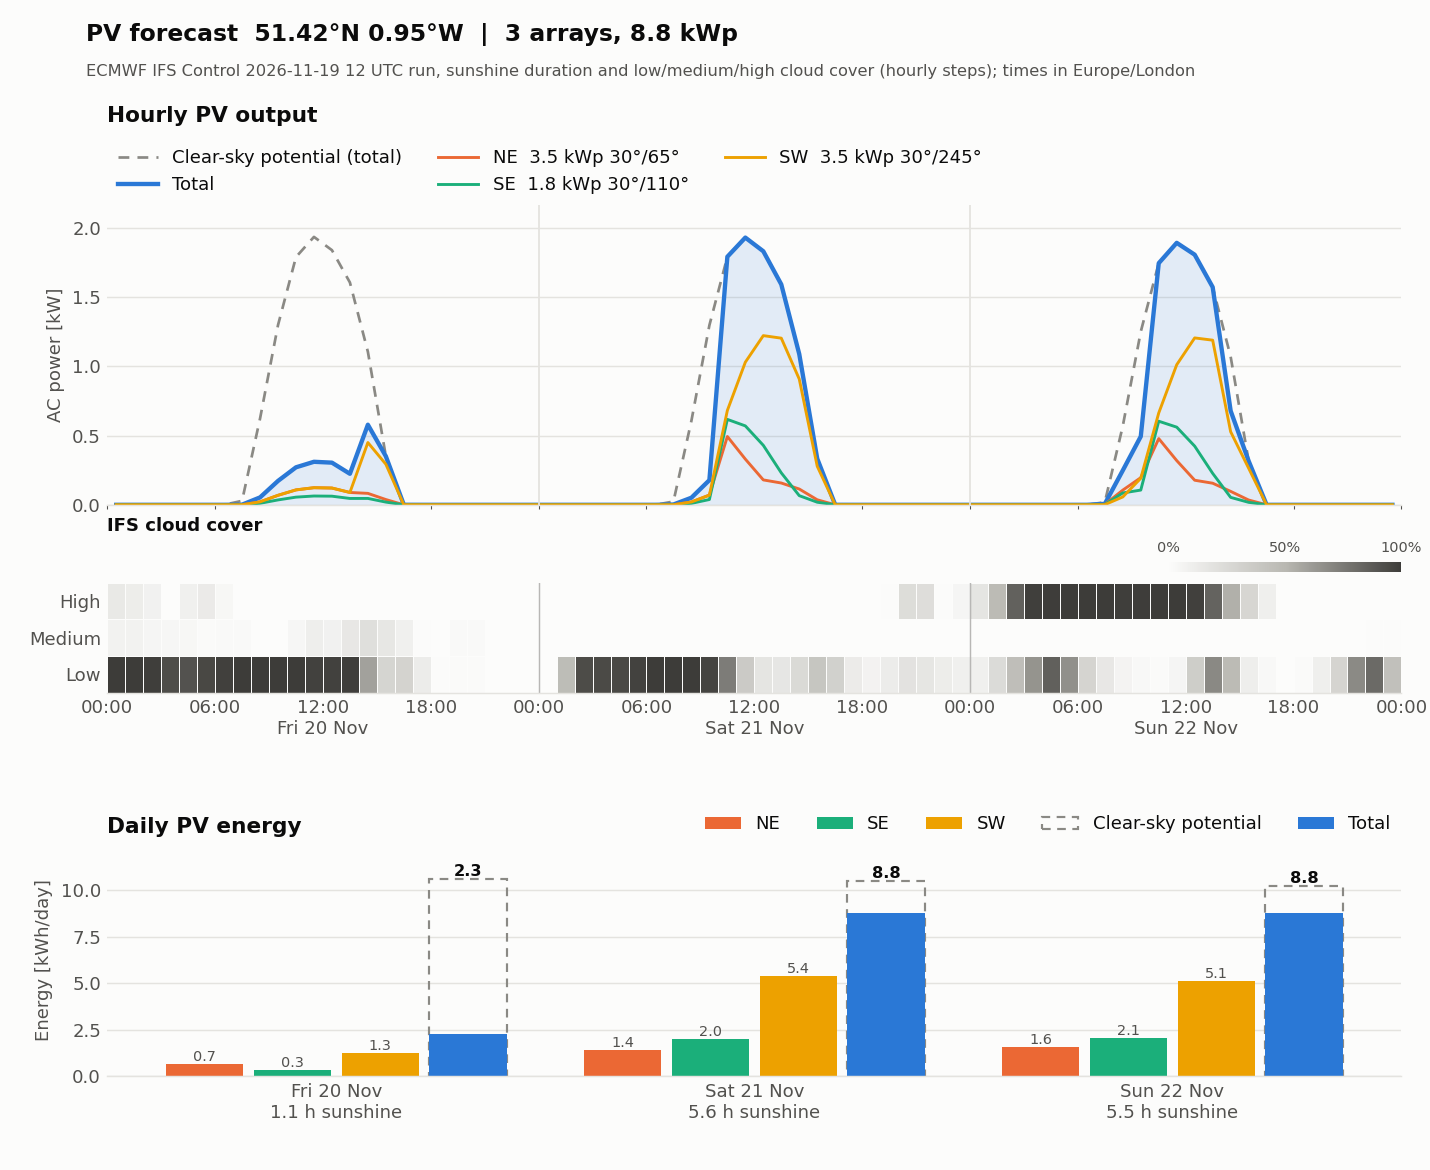 PV forecast  51.42°N 0.95°W  |  3 arrays, 8.8 kWp
ECMWF IFS Control 2026-11-19 12 UTC run, sunshine duration and low/medium/high cloud cover (hourly steps); times in Europe/London
Hourly PV output
Clear-sky potential (total)
Total
NE  3.5 kWp 30°/65°
SE  1.8 kWp 30°/110°
SW  3.5 kWp 30°/245°
AC power [kW]
2.0
1.5
1.0
0.5
0.0
IFS cloud cover
0% 50% 100%
High
Medium
Low
00:00 06:00 12:00 18:00 00:00 06:00 12:00 18:00 00:00 06:00 12:00 18:00 00:00
Fri 20 Nov Sat 21 Nov Sun 22 Nov
Daily PV energy
NE SE SW Clear-sky potential Total
Energy [kWh/day]
10.0
7.5
5.0
2.5
0.0
0.7 0.3 1.3 2.3
1.4 2.0 5.4 8.8
1.6 2.1 5.1 8.8
Fri 20 Nov
1.1 h sunshine
Sat 21 Nov
5.6 h sunshine
Sun 22 Nov
5.5 h sunshine